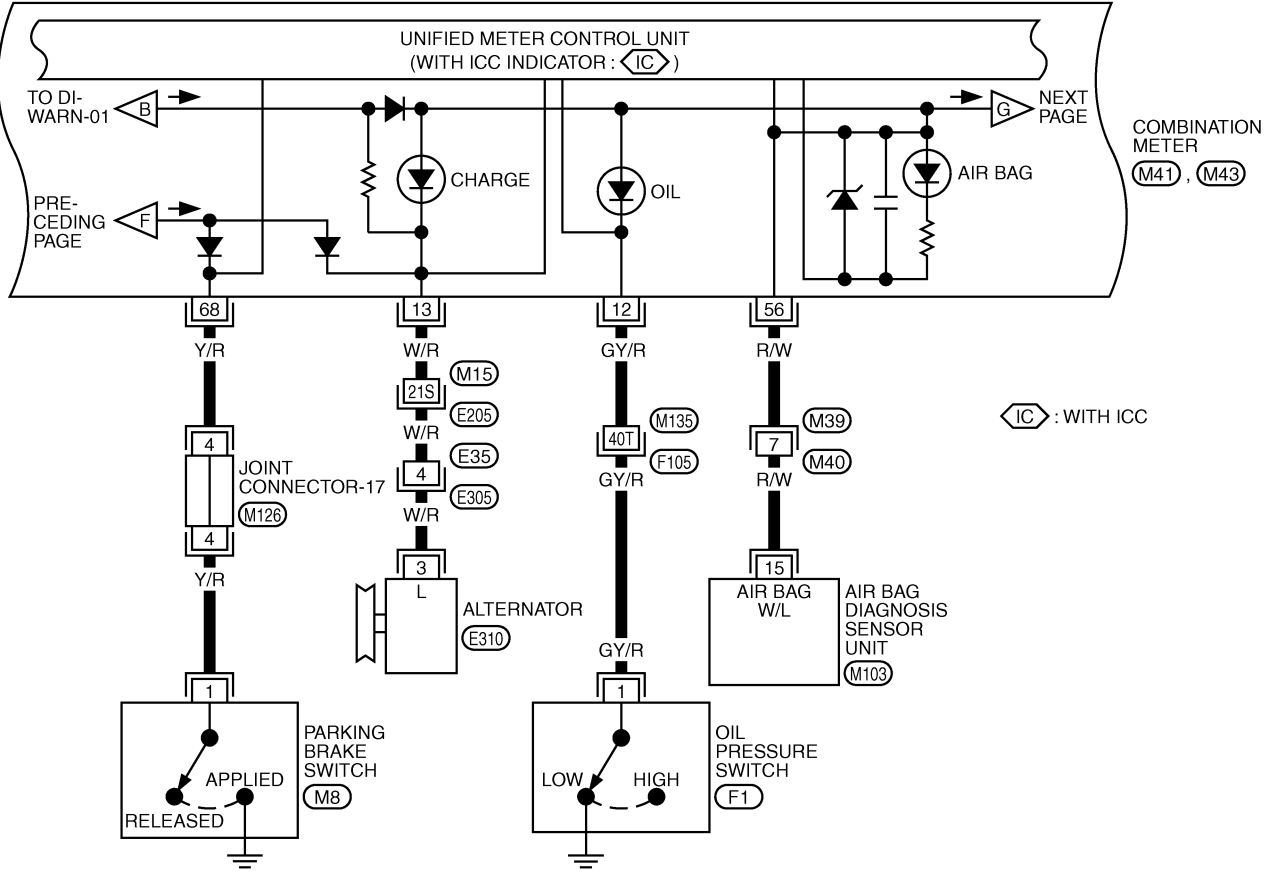 UNIFIED METER CONTROL UNIT
(WITH ICC INDICATOR : IC )
TO DI-
WARN-01
B
G
NEXT
PAGE
COMBINATION
METER
M41 , M43
CHARGE
OIL
AIR BAG
PRE-
CEDING
PAGE
F
68
13
12
56
Y/R
W/R
GY/R
R/W
21S
M15
E205
W/R
E35
4
E305
W/R
40T
M135
F105
GY/R
7
M39
M40
R/W
IC : WITH ICC
4
JOINT
CONNECTOR-17
M126
4
Y/R
3
L
ALTERNATOR
E310
15
AIR BAG
W/L
AIR BAG
DIAGNOSIS
SENSOR
UNIT
M103
GY/R
1
PARKING
BRAKE
SWITCH
M8
APPLIED
RELEASED
1
OIL
PRESSURE
SWITCH
F1
LOW
HIGH